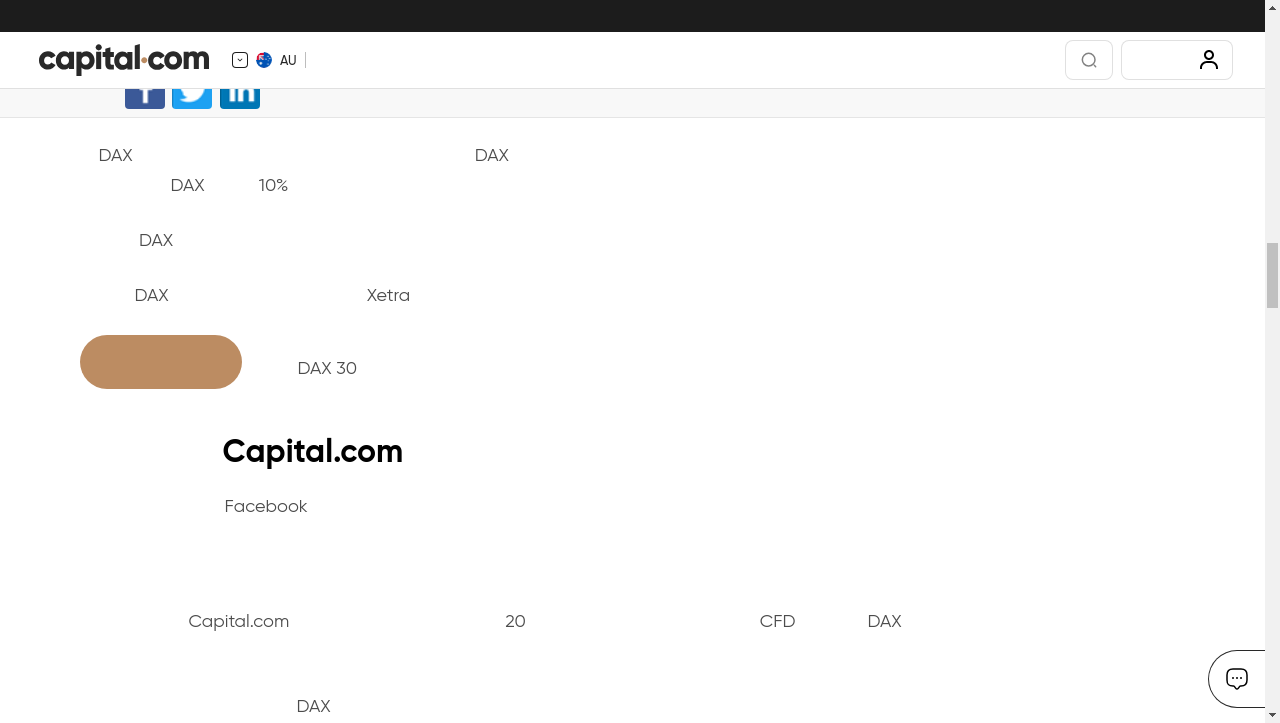 capital.com AU
DAX DAX
DAX 10%
DAX
DAX Xetra
DAX 30
Capital.com
Facebook
Capital.com 20 CFD DAX
DAX